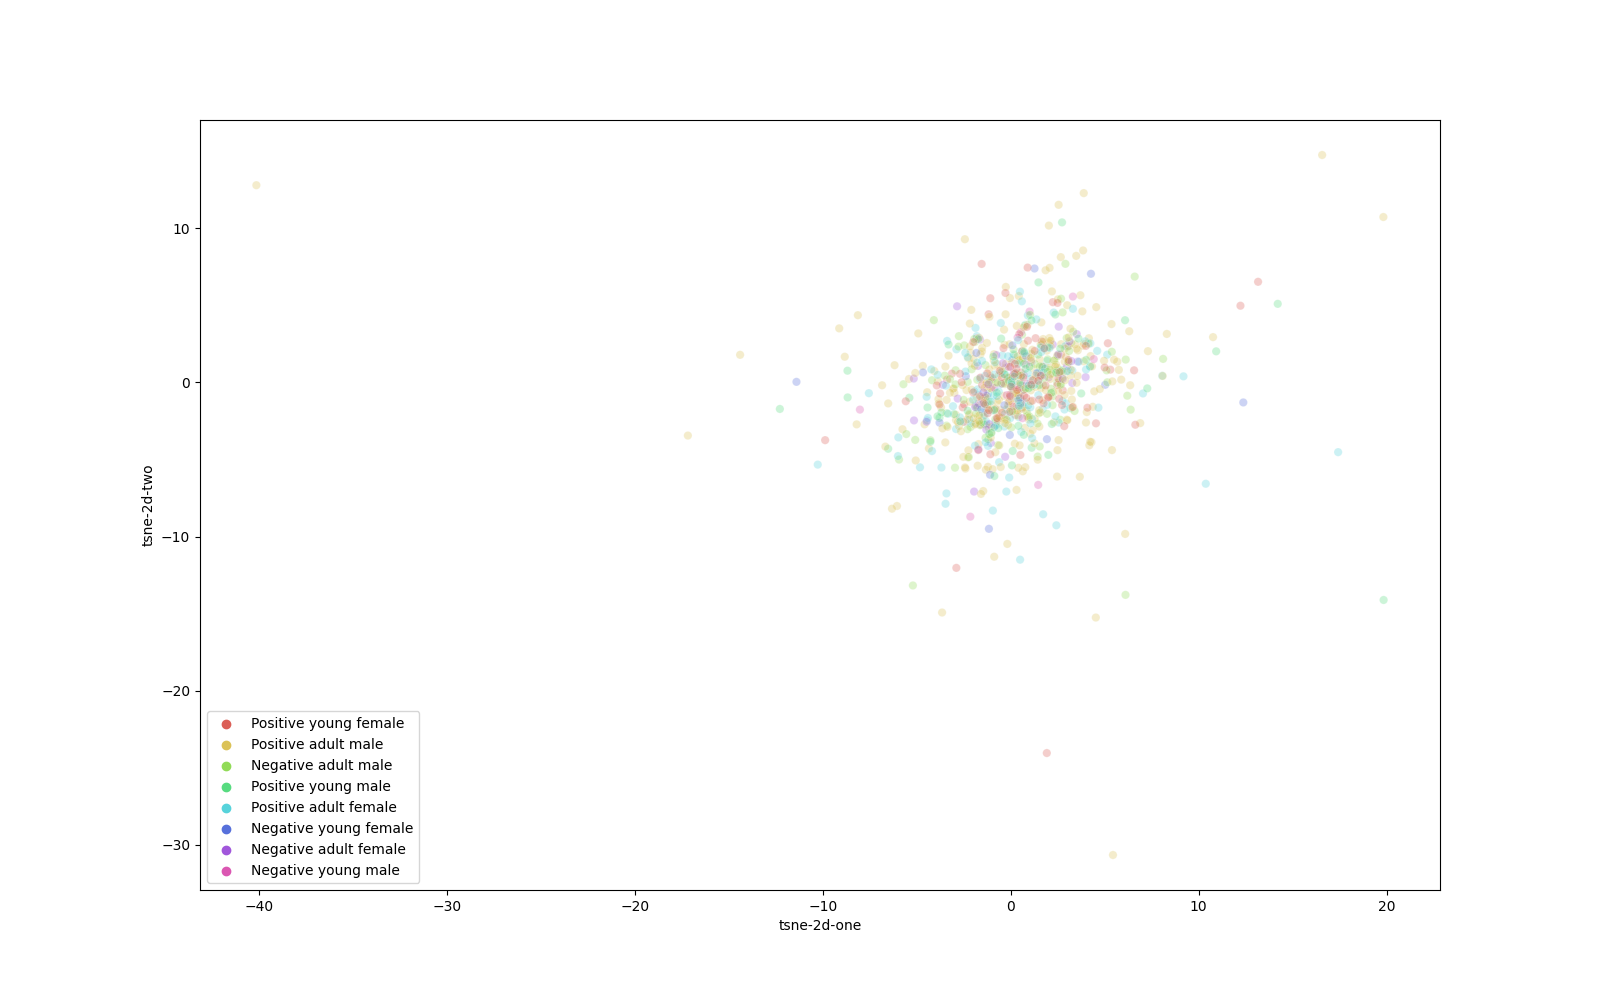 10
0
−10
−20
−30
tsne-2d-two
Positive young female
Positive adult male
Negative adult male
Positive young male
Positive adult female
Negative young female
Negative adult female
Negative young male
−40 −30 −20 −10 0 10 20
tsne-2d-one